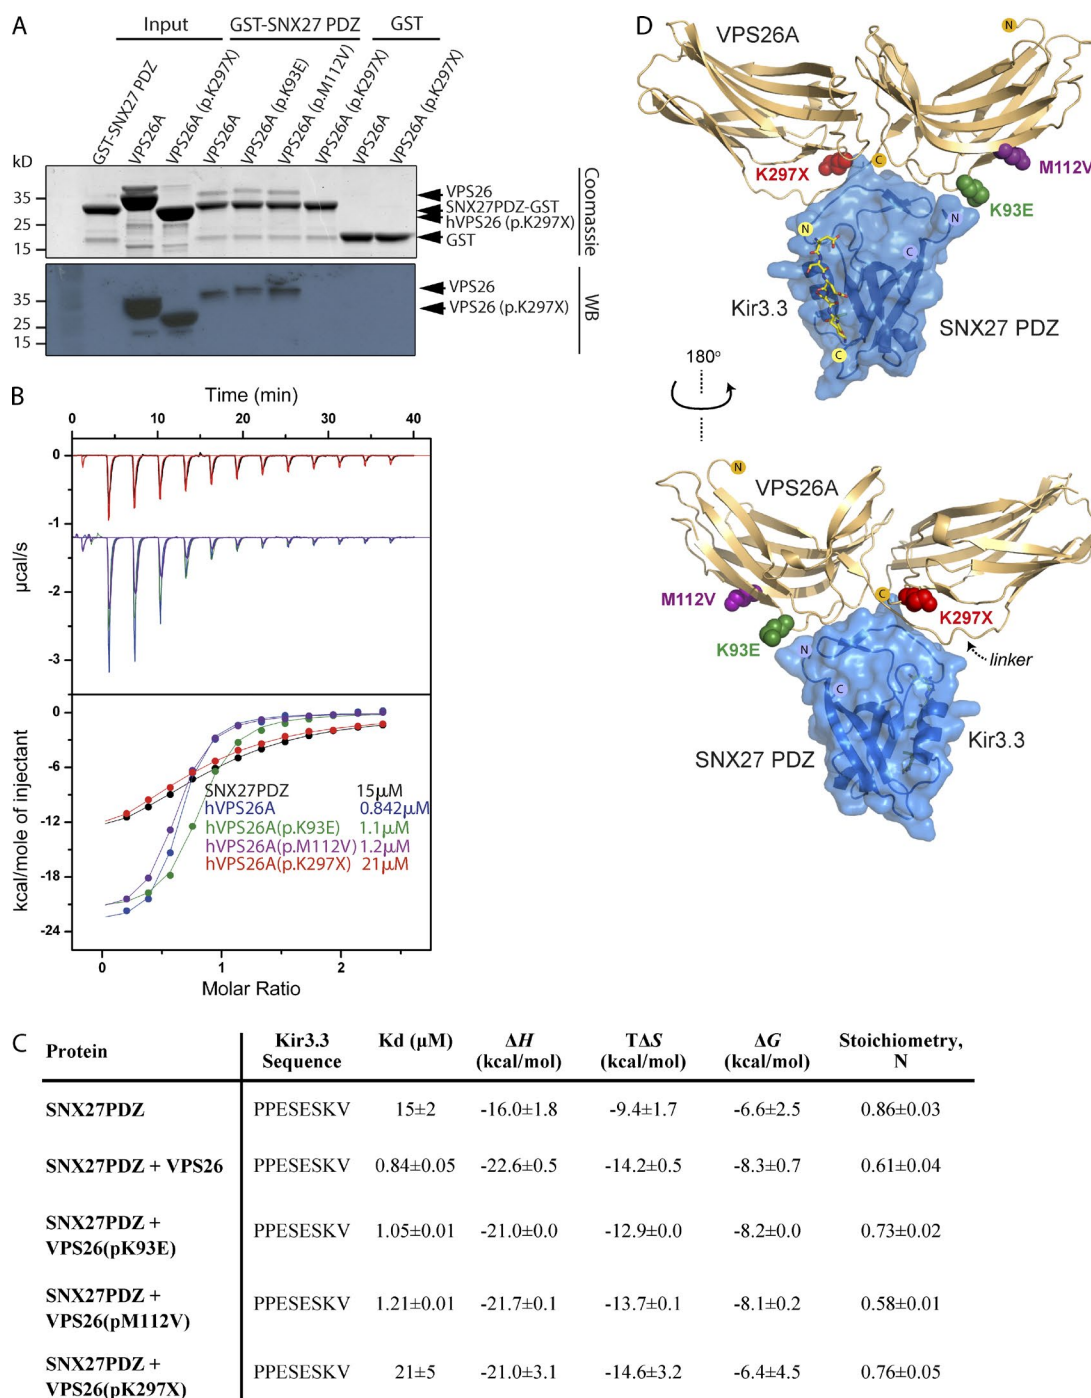 A
Input
GST-SNX27 PDZ
GST
GST-SNX27 PDZ
VPS26A
VPS26A (p.K297X)
VPS26A
VPS26A (p.K93E)
VPS26A (p.M112V)
VPS26A (p.K297X)
VPS26A
VPS26A (p.K297X)
kD
35
25
15
VPS26
SNX27PDZ-GST
hVPS26 (p.K297X)
GST
Coomassie
35
25
15
VPS26
VPS26 (p.K297X)
WB
B
Time (min)
0 10 20 30 40
0
-1
-2
-3
μcal/s
0
-6
-12
-18
-24
kcal/mole of injectant
SNX27PDZ 15μM
hVPS26A 0.842μM
hVPS26A(p.K93E) 1.1μM
hVPS26A(p.M112V) 1.2μM
hVPS26A(p.K297X) 21μM
0 1 2
Molar Ratio
D
VPS26A
N
K297X
C
M112V
K93E
N
N
C
Kir3.3
C
SNX27 PDZ
180°
N
VPS26A
M112V
C
K297X
K93E
N
linker
C
SNX27 PDZ
Kir3.3
C
Protein Kir3.3 Sequence Kd (μM) ΔH (kcal/mol) TΔS (kcal/mol) ΔG (kcal/mol) Stoichiometry, N
SNX27PDZ PPESESKV 15±2 -16.0±1.8 -9.4±1.7 -6.6±2.5 0.86±0.03
SNX27PDZ + VPS26 PPESESKV 0.84±0.05 -22.6±0.5 -14.2±0.5 -8.3±0.7 0.61±0.04
SNX27PDZ + VPS26(pK93E) PPESESKV 1.05±0.01 -21.0±0.0 -12.9±0.0 -8.2±0.0 0.73±0.02
SNX27PDZ + VPS26(pM112V) PPESESKV 1.21±0.01 -21.7±0.1 -13.7±0.1 -8.1±0.2 0.58±0.01
SNX27PDZ + VPS26(pK297X) PPESESKV 21±5 -21.0±3.1 -14.6±3.2 -6.4±4.5 0.76±0.05